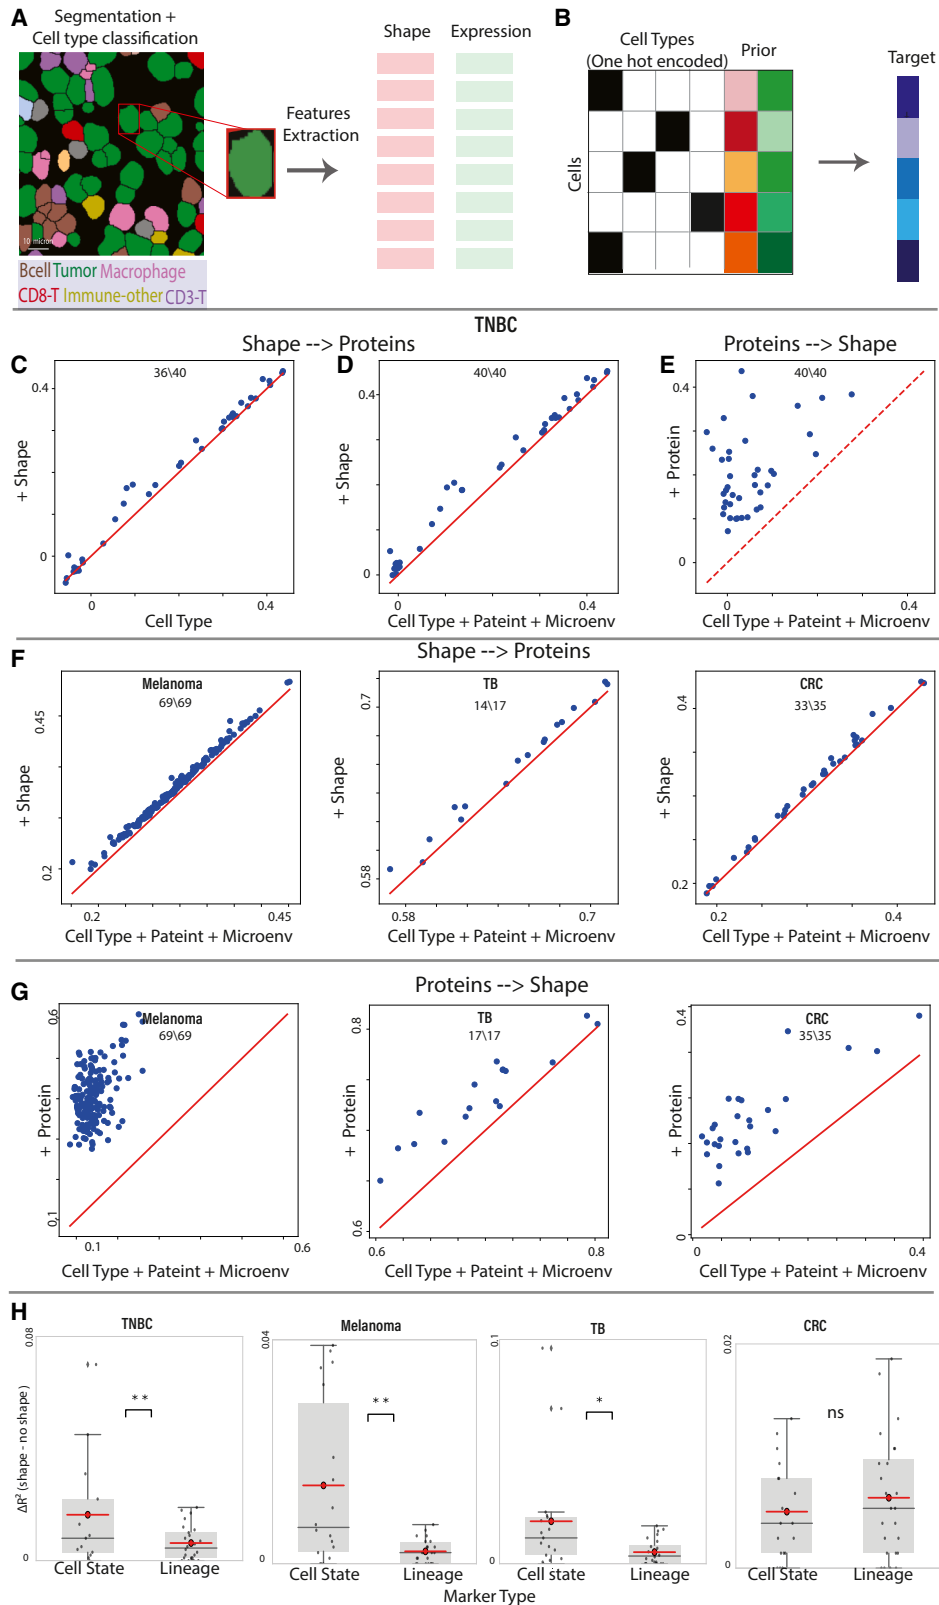 A
Segmentation +
Cell type classification
10 micron
Bcell Tumor Macrophage
CD8-T Immune-other CD3-T
Features
Extraction
Shape Expression
B
Cell Types
(One hot encoded) Prior
Cells
Target
TNBC
Shape --> Proteins
Proteins --> Shape
C
36\40
+ Shape
0.4
0
0
0.4
Cell Type
D
40\40
+ Shape
0.4
0
0
0.4
Cell Type + Pateint + Microenv
E
40\40
+ Protein
0.4
0
0
0.4
Cell Type + Pateint + Microenv
F
Shape --> Proteins
Melanoma
69\69
+ Shape
0.45
0.2
0.2
0.45
Cell Type + Pateint + Microenv
TB
14\17
+ Shape
0.7
0.58
0.58
0.7
Cell Type + Pateint + Microenv
CRC
33\35
+ Shape
0.4
0.2
0.2
0.4
Cell Type + Pateint + Microenv
G
Proteins --> Shape
Melanoma
69\69
+ Protein
0.6
0.1
0.1
0.6
Cell Type + Pateint + Microenv
TB
17\17
+ Protein
0.8
0.6
0.6
0.8
Cell Type + Pateint + Microenv
CRC
35\35
+ Protein
0.4
0
0
0.4
Cell Type + Pateint + Microenv
H
TNBC
0.08
0
ΔR² (shape - no shape)
**
Cell State Lineage
Melanoma
0.04
0
**
Cell State Lineage
TB
0.1
0
*
Cell state Lineage
CRC
0.02
0
ns
Cell State Lineage
Marker Type